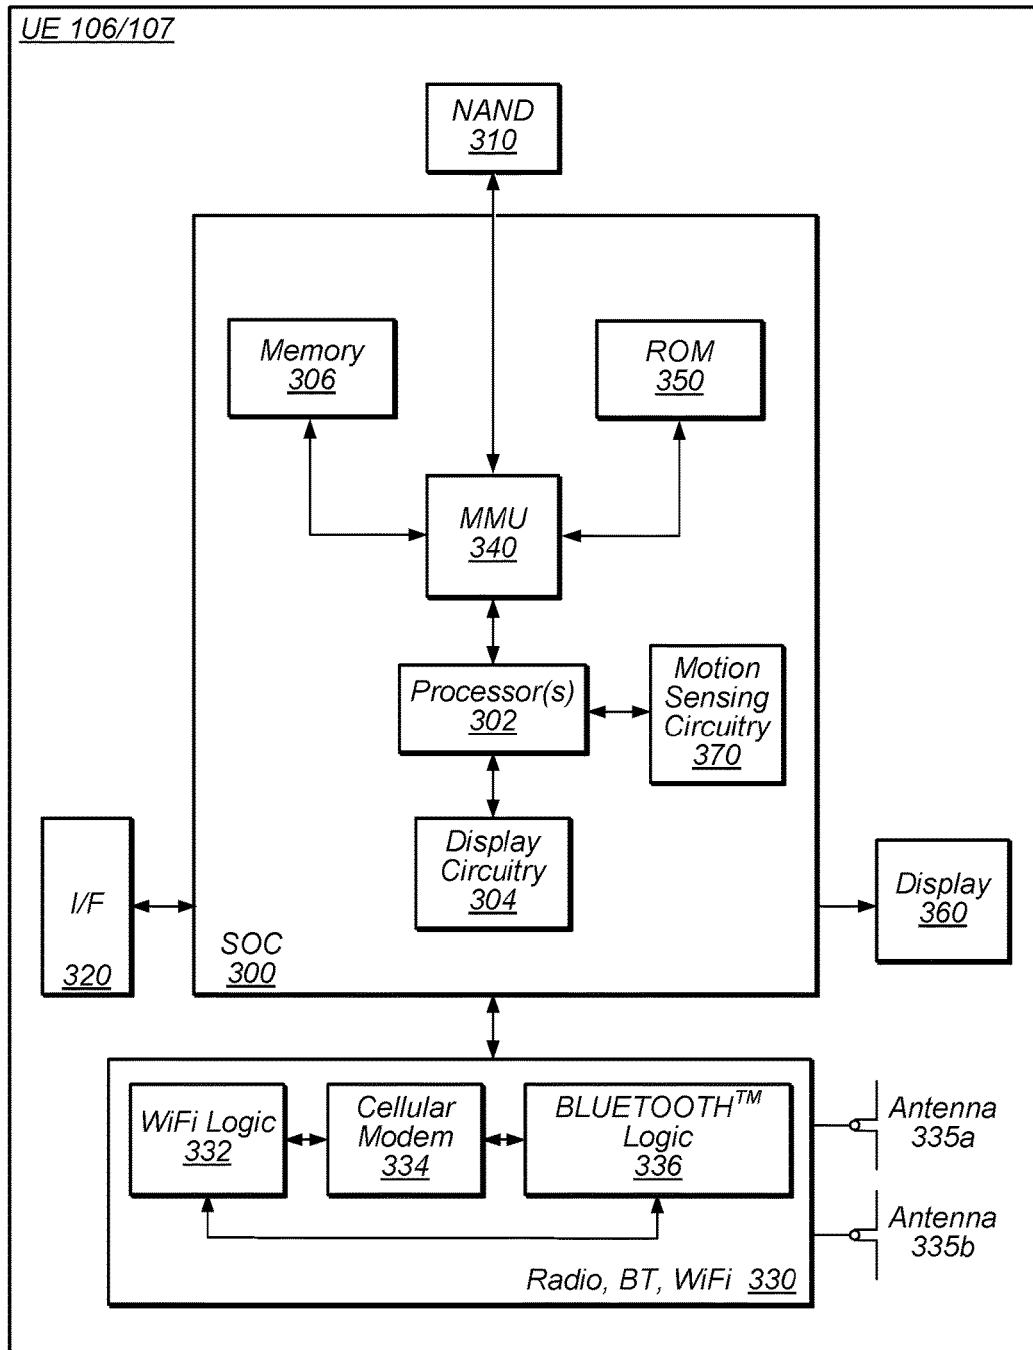 UE 106/107
NAND
310
Memory
306
ROM
350
MMU
340
Processor(s)
302
Motion
Sensing
Circuitry
370
Display
Circuitry
304
I/F
320
SOC
300
Display
360
WiFi Logic
332
Cellular
Modem
334
BLUETOOTH™
Logic
336
Antenna
335a
Antenna
335b
Radio, BT, WiFi 330